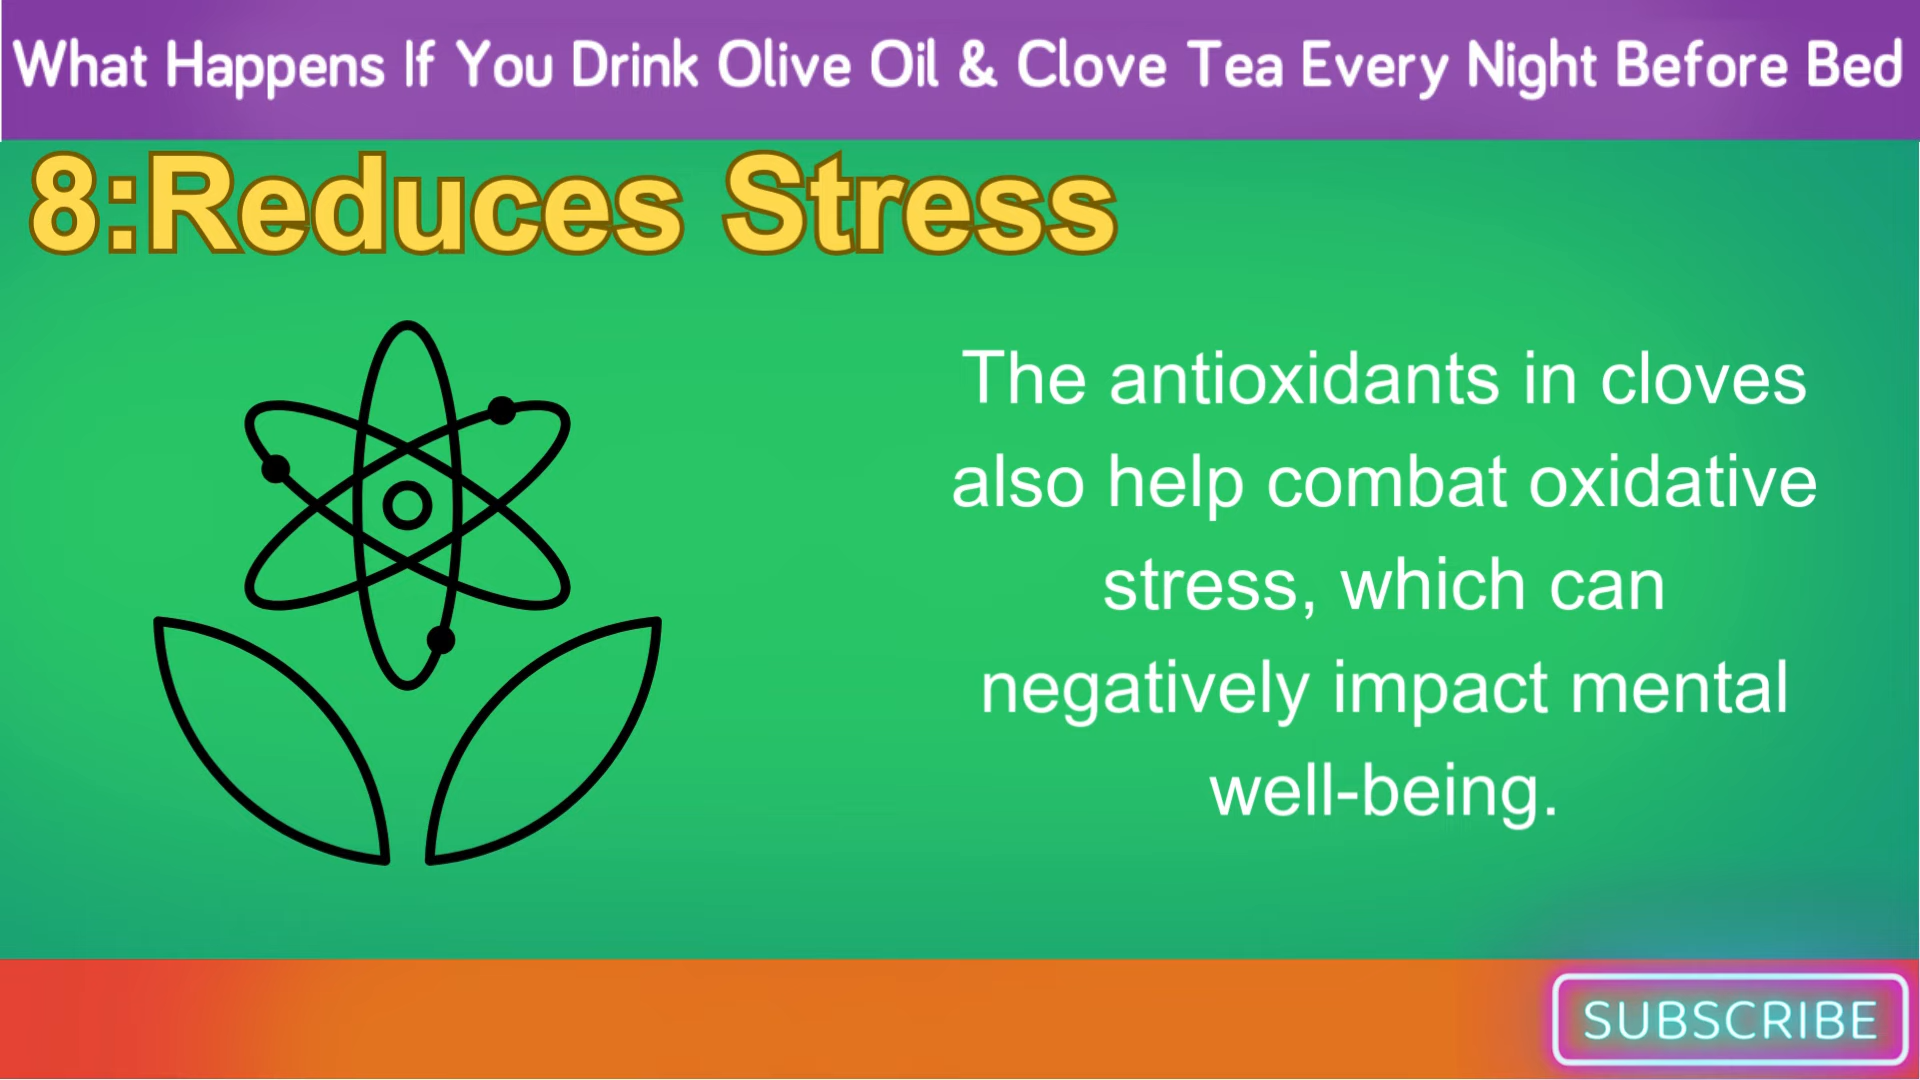 What Happens If You Drink Olive Oil & Clove Tea Every Night Before Bed
8:Reduces Stress
The antioxidants in cloves
also help combat oxidative
stress, which can
negatively impact mental
well-being.
SUBSCRIBE